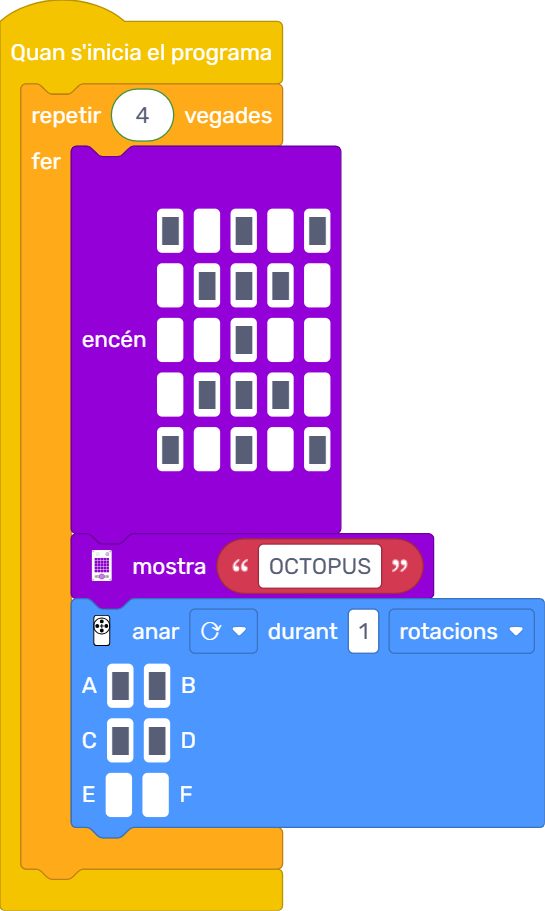 Quan s'inicia el programa
repetir 4 vegades
fer
encén
mostra “ OCTOPUS ”
anar durant 1 rotacions
A B
C D
E F